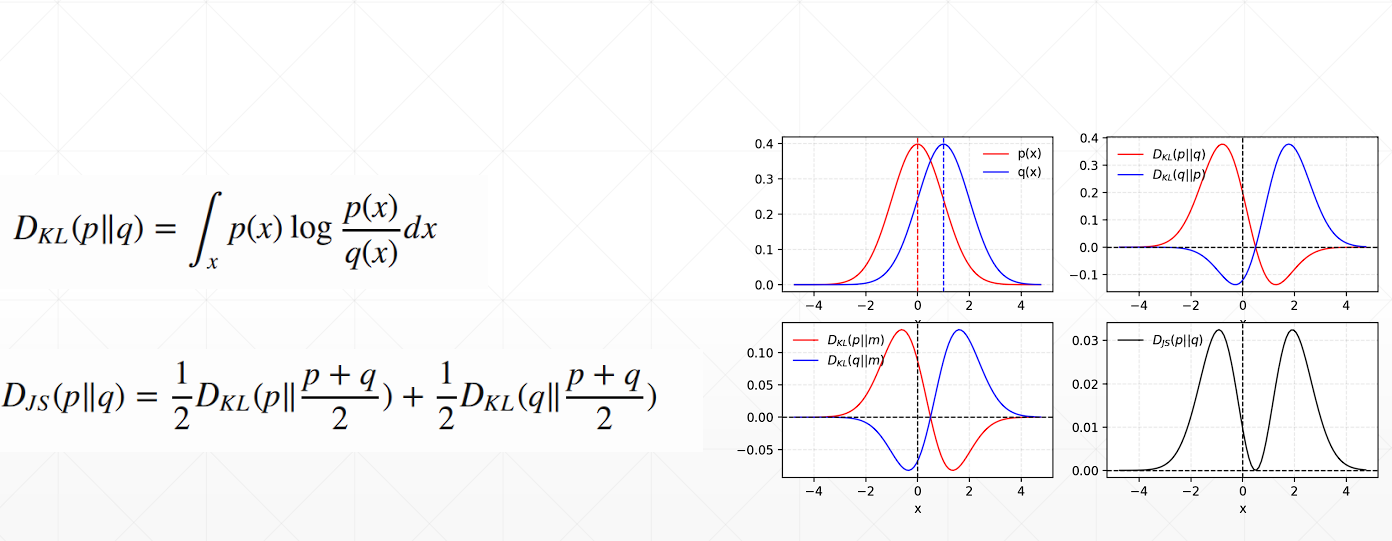 D_{KL}(p||q) = ∫_x p(x) log \frac{p(x)}{q(x)} dx
D_{JS}(p||q) = \frac{1}{2} D_{KL}(p|| \frac{p + q}{2}) + \frac{1}{2} D_{KL}(q|| \frac{p + q}{2})
0.4
0.3
0.2
0.1
0.0
p(x)
q(x)
−4 −2 0 2 4
0.4
0.3
0.2
0.1
0.0
−0.1
D_{KL}(p||q)
D_{KL}(q||p)
−4 −2 0 2 4
0.10
0.05
0.00
−0.05
D_{KL}(p||m)
D_{KL}(q||m)
−4 −2 0 2 4
x
0.03
0.02
0.01
0.00
D_{JS}(p||q)
−4 −2 0 2 4
x